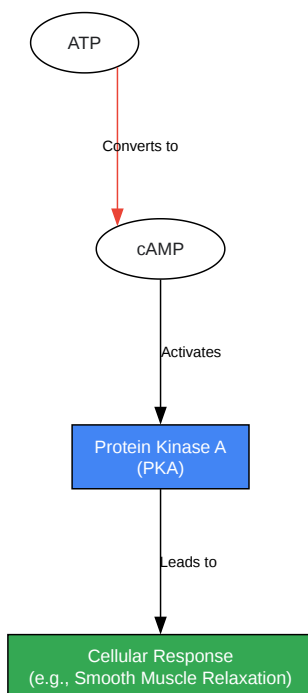 ATP
Converts to
cAMP
Activates
Protein Kinase A
(PKA)
Leads to
Cellular Response
(e.g., Smooth Muscle Relaxation)